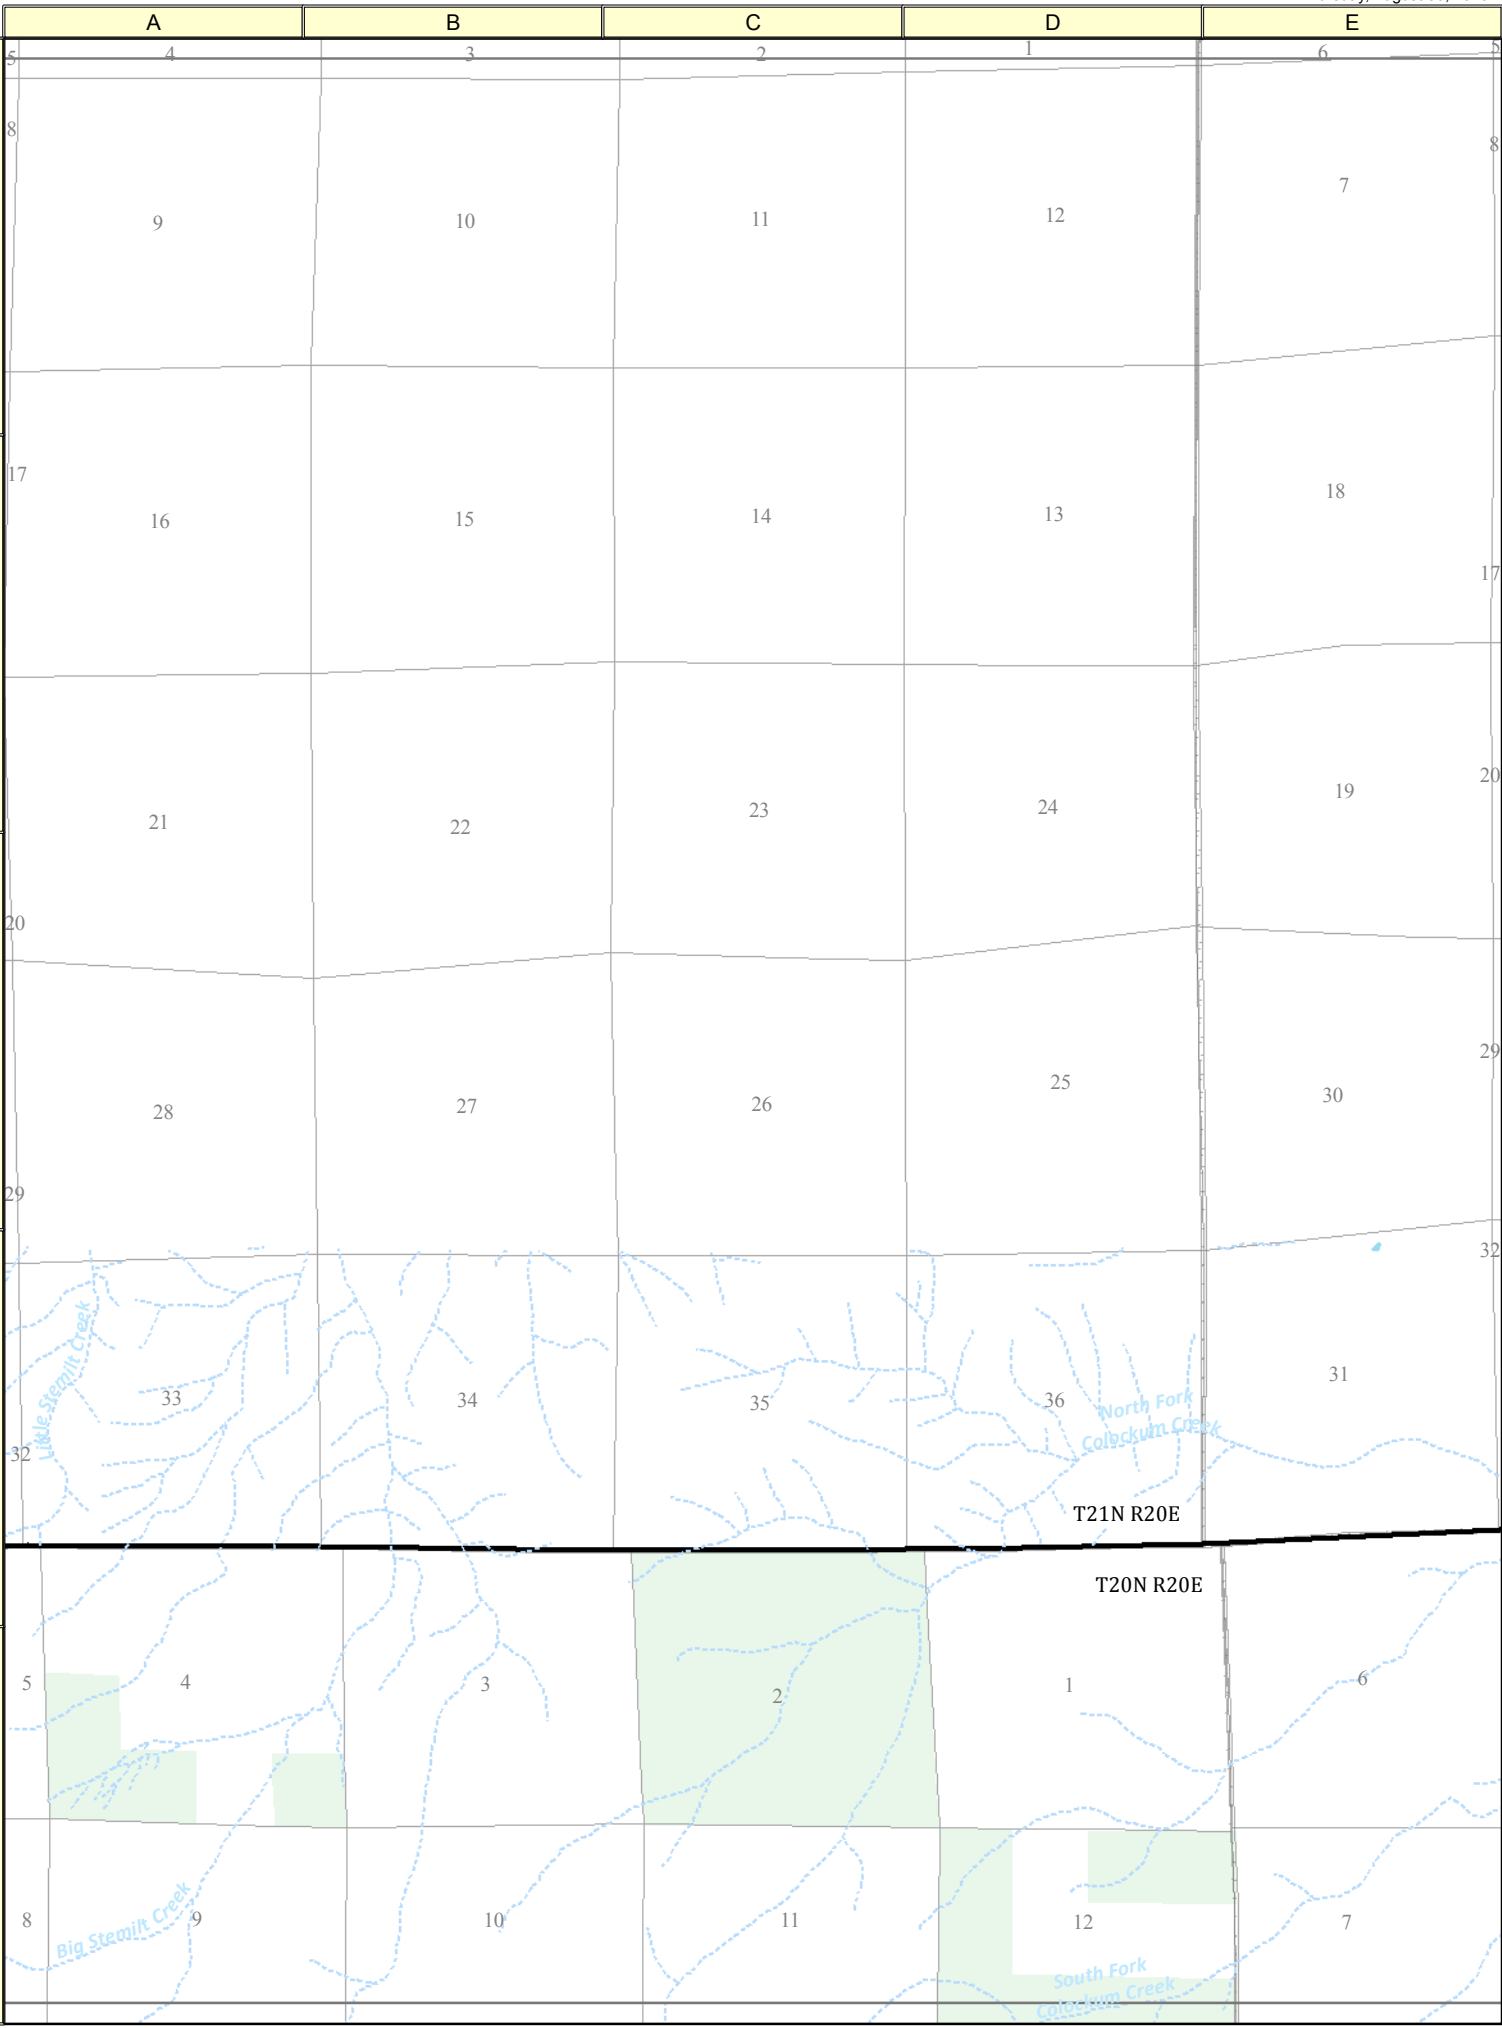 A B C D E
5 4 3 2 1 6 5
8 8
9 10 11 12 7
17 17
16 15 14 13 18
20
21 22 23 24 19
20
29
28 27 26 25 30
29
32
Little Stemilt Creek
33 34 35 36 31
North Fork
Colockum Creek
32
T21N R20E
T20N R20E
5 4 3 2 1 6
8 9 10 11 12 7
Big Stemilt Creek
South Fork
Colockum Creek